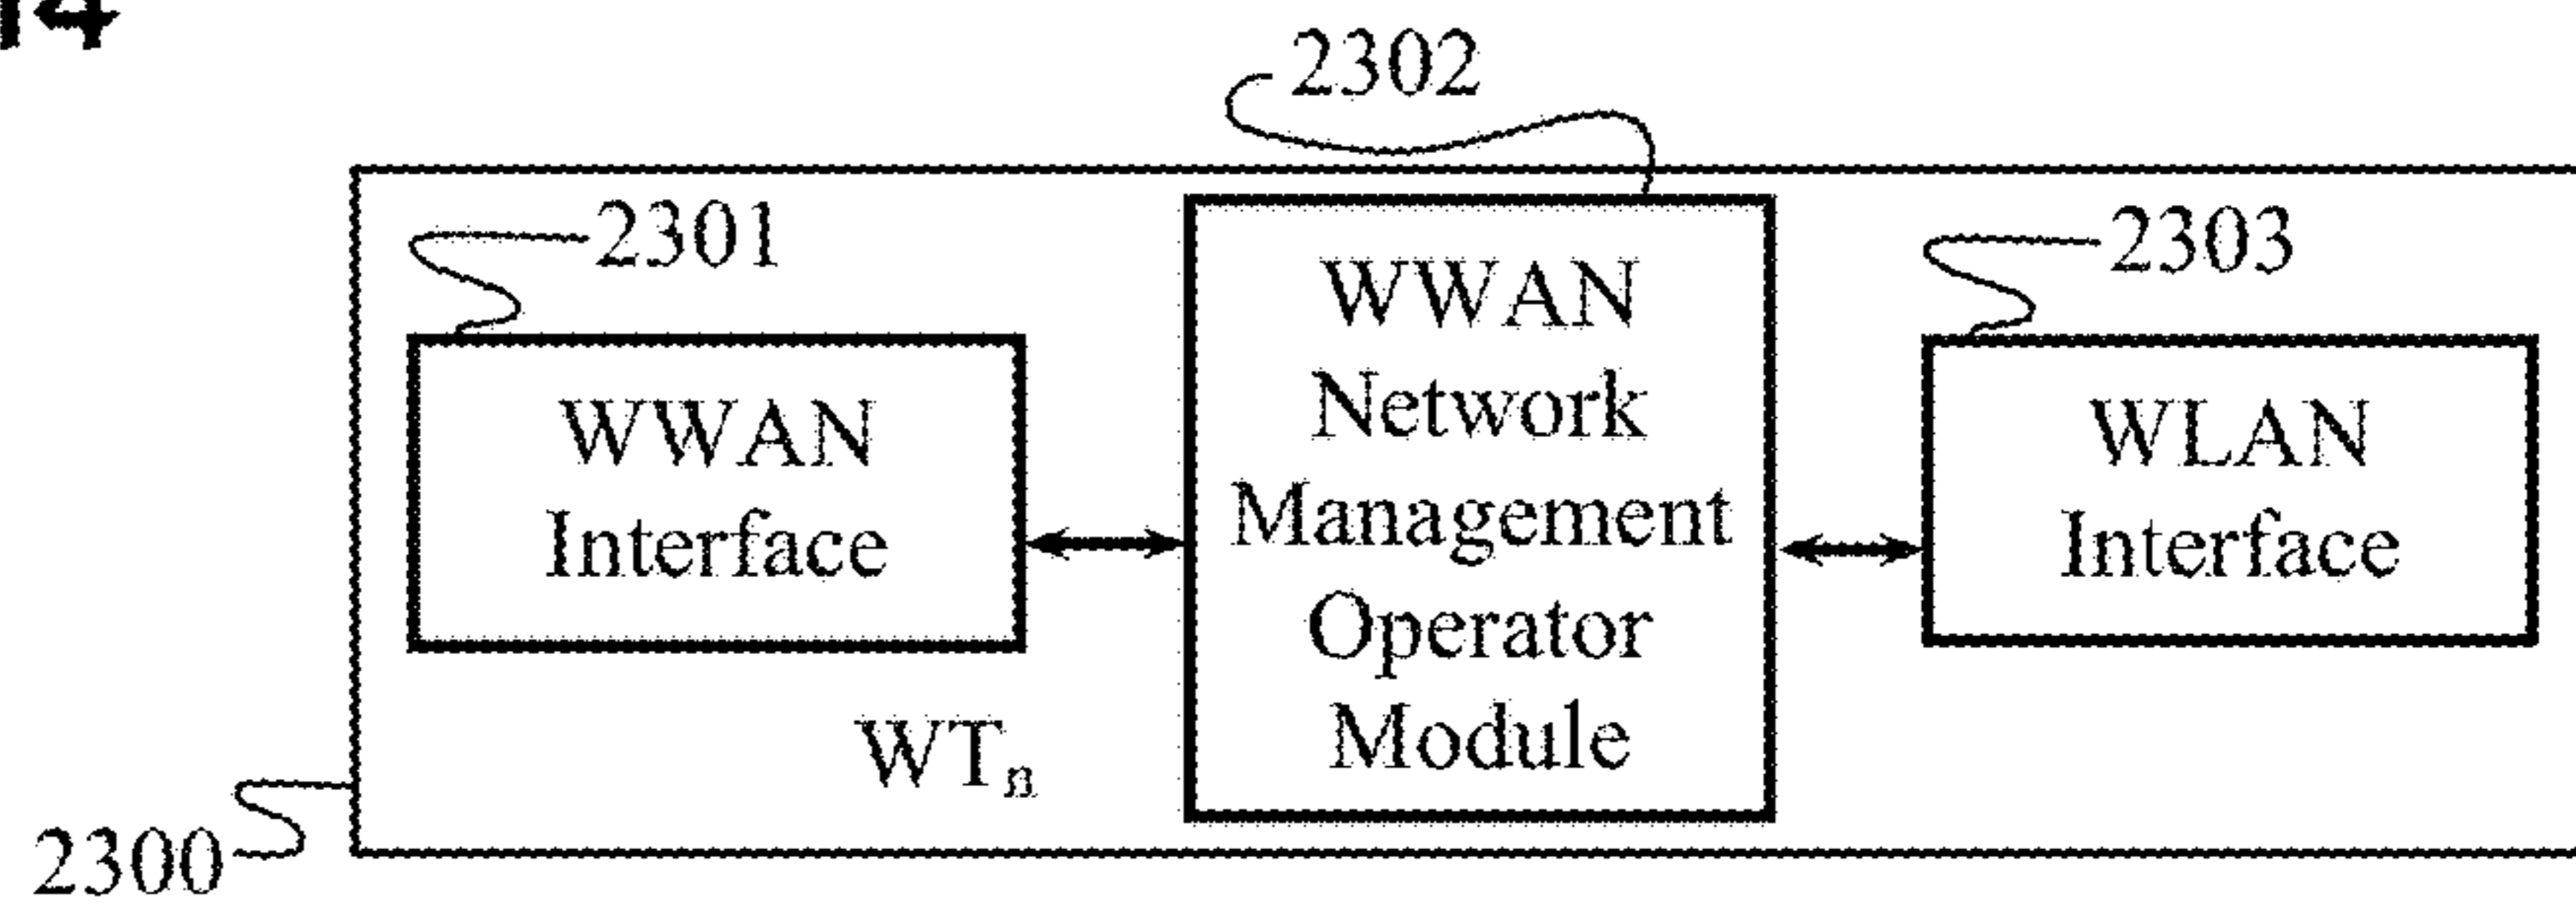 2302
2301
2303
WWAN
Interface
WWAN
Network
Management
Operator
Module
WLAN
Interface
WTn
2300